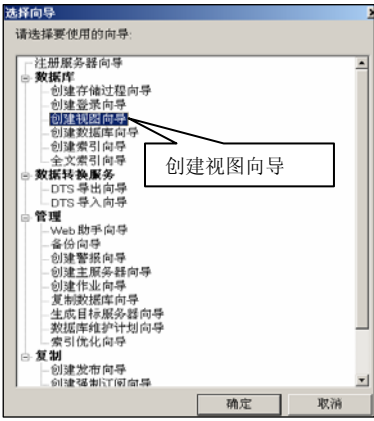 选择向导
请选择要使用的向导:
注册服务器向导
数据库
创建存储过程向导
创建登录向导
创建视图向导
创建数据库向导
创建索引向导
全文索引向导
创建视图向导
数据转换服务
DTS 导出向导
DTS 导入向导
管理
Web 助手向导
备份向导
创建警报向导
创建主服务器向导
创建作业向导
复制数据库向导
生成目标服务器向导
数据库维护计划向导
索引优化向导
复制
创建发布向导
创建强制订阅向导
确定
取消